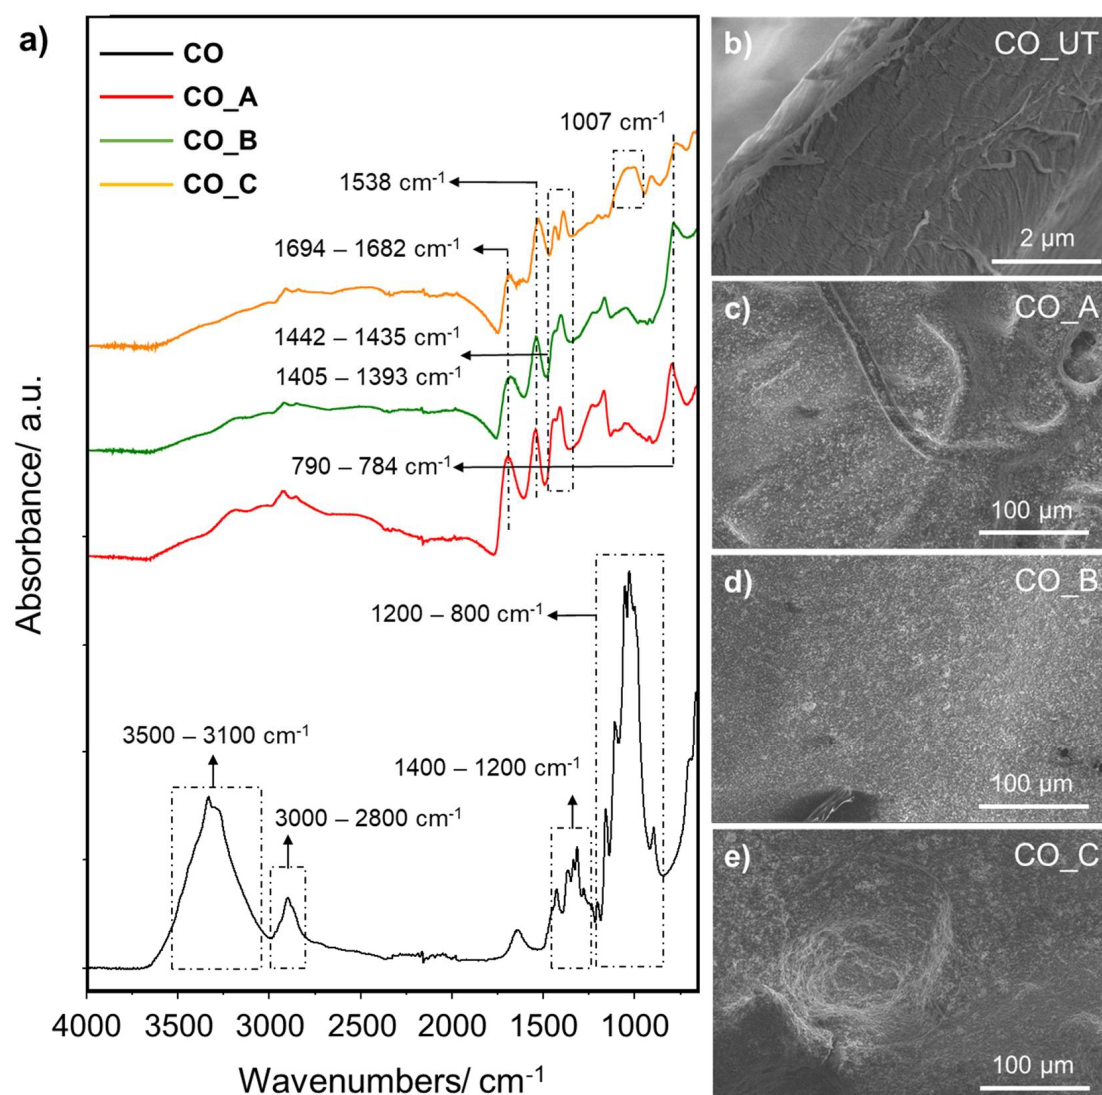 a)
CO
CO_A
CO_B
CO_C
1007 cm-1
1538 cm-1
1694 – 1682 cm-1
1442 – 1435 cm-1
1405 – 1393 cm-1
790 – 784 cm-1
1200 – 800 cm-1
3500 – 3100 cm-1
1400 – 1200 cm-1
3000 – 2800 cm-1
Absorbance/ a.u.
4000 3500 3000 2500 2000 1500 1000
Wavenumbers/ cm-1
b) CO_UT
2 µm
c) CO_A
100 µm
d) CO_B
100 µm
e) CO_C
100 µm